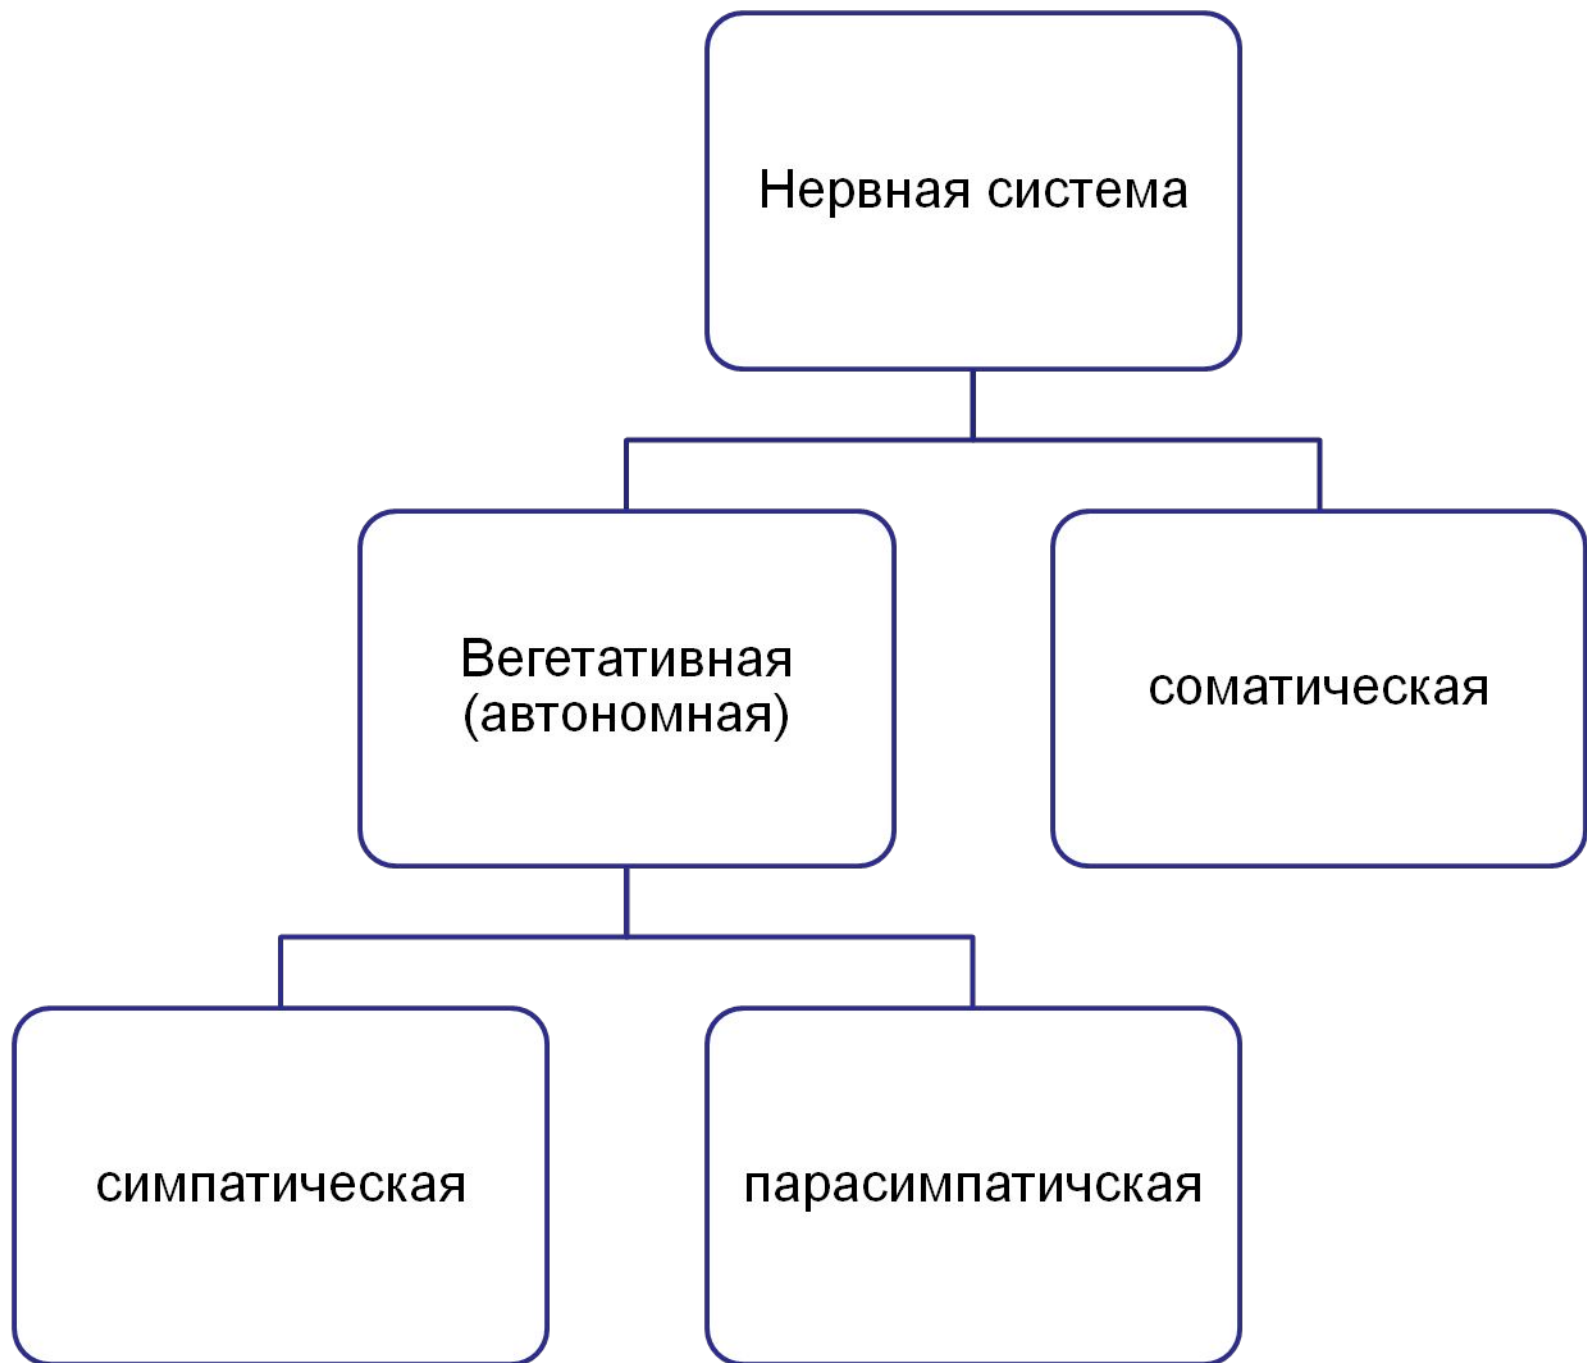 Нервная система
Вегетативная
(автономная)
соматическая
симпатическая
парасимпатичская